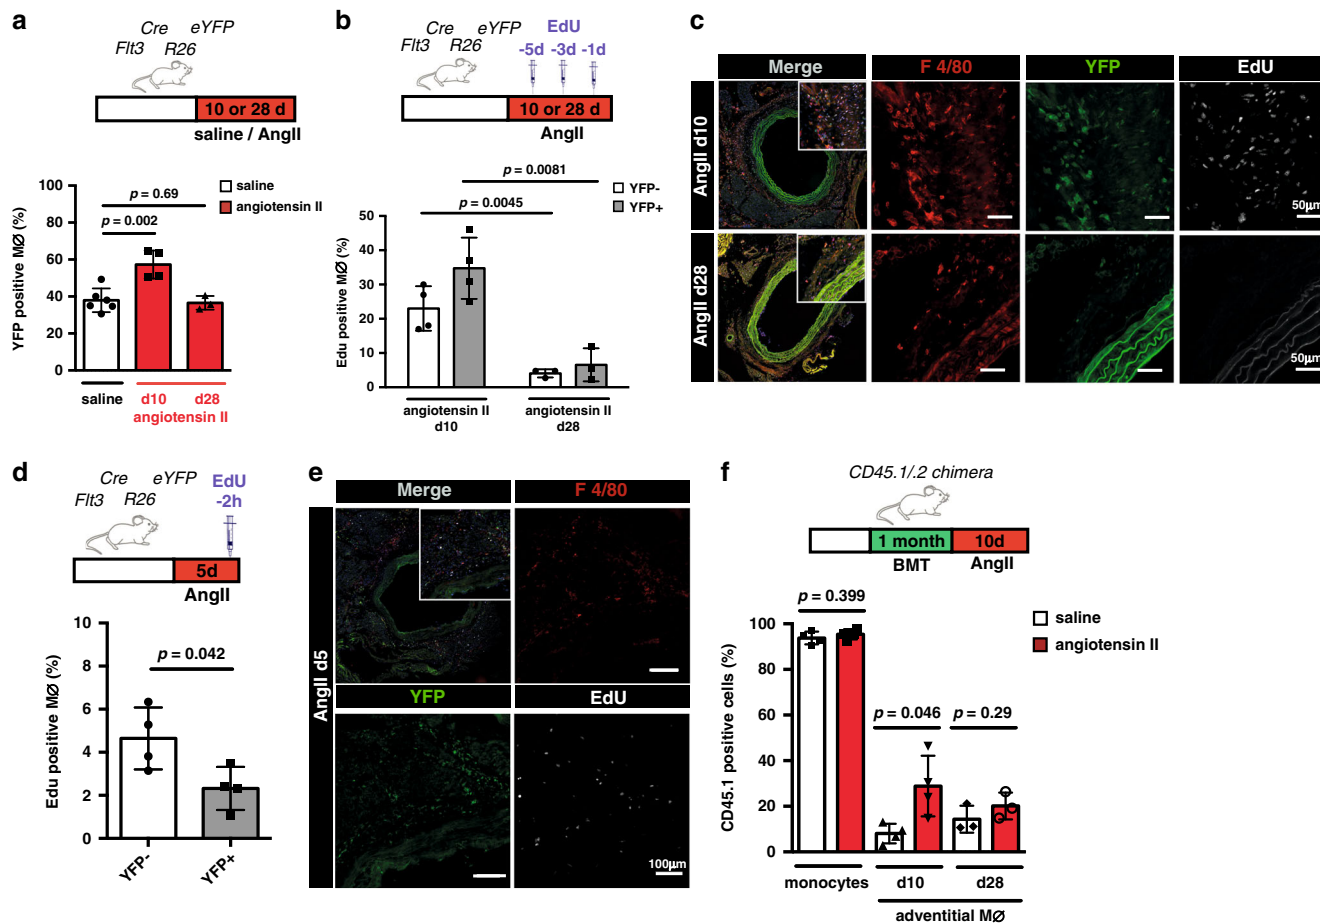 a
Cre eYFP
Flt3 R26
10 or 28 d
saline / AngII
YFP positive MØ (%)
100
80
60
40
20
0
p = 0.69
p = 0.002
saline
angiotensin II
saline
d10 d28
angiotensin II
b
Cre eYFP
Flt3 R26
EdU
-5d -3d -1d
10 or 28 d
AngII
Edu positive MØ (%)
50
40
30
20
10
0
p = 0.0081
p = 0.0045
YFP-
YFP+
angiotensin II
d10
angiotensin II
d28
c
Merge F 4/80 YFP EdU
AngII d10
50µm
AngII d28
50µm
d
Cre eYFP
Flt3 R26
EdU
-2h
5d
AngII
Edu positive MØ (%)
10
8
6
4
2
0
p = 0.042
YFP-
YFP+
e
Merge F 4/80
AngII d5
YFP EdU
100µm
f
CD45.1/.2 chimera
1 month 10d
BMT AngII
CD45.1 positive cells (%)
100
80
60
40
20
0
p = 0.399
p = 0.046
p = 0.29
saline
angiotensin II
monocytes d10 d28
adventitial MØ